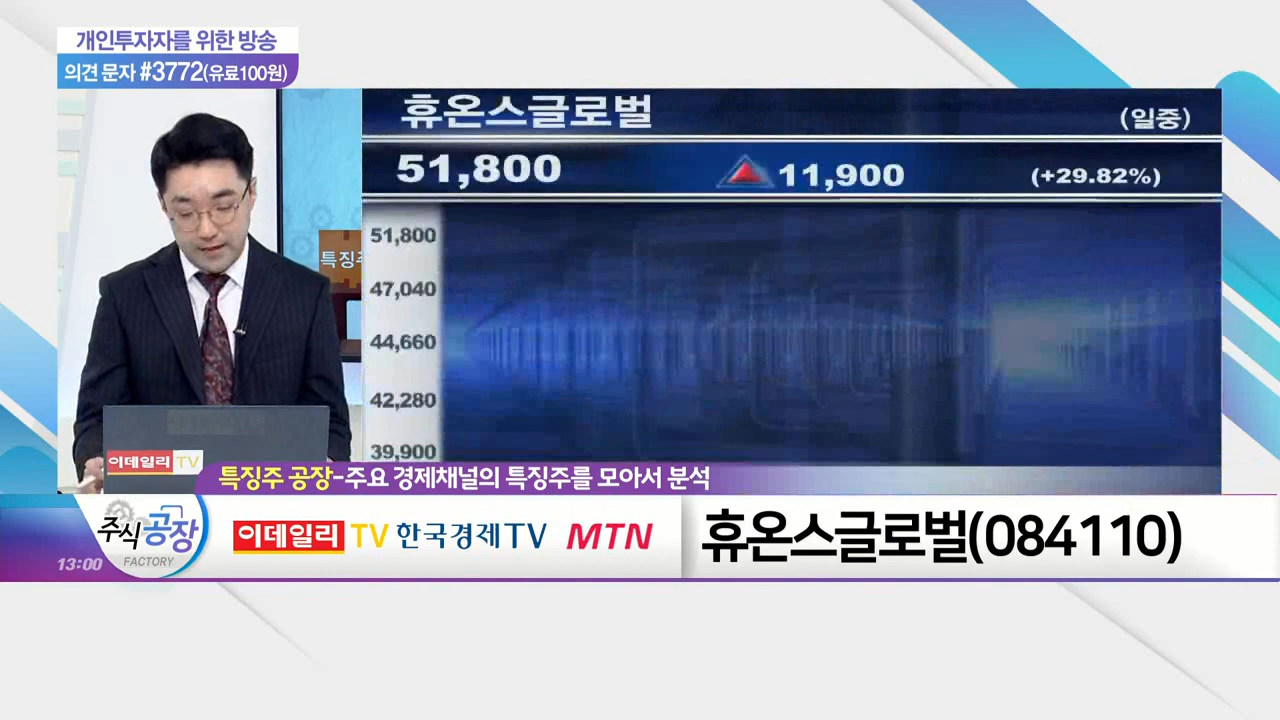 개인투자자를 위한 방송
의견 문자 #3772(유료100원)
휴온스글로벌
(일중)
51,800
11,900
(+29.82%)
51,800
47,040
44,660
42,280
39,900
특징주
이데일리 TV
특징주 공장-주요 경제채널의 특징주를 모아서 분석
주식공장
FACTORY
13:00
이데일리 TV 한국경제TV MTN
휴온스글로벌(084110)